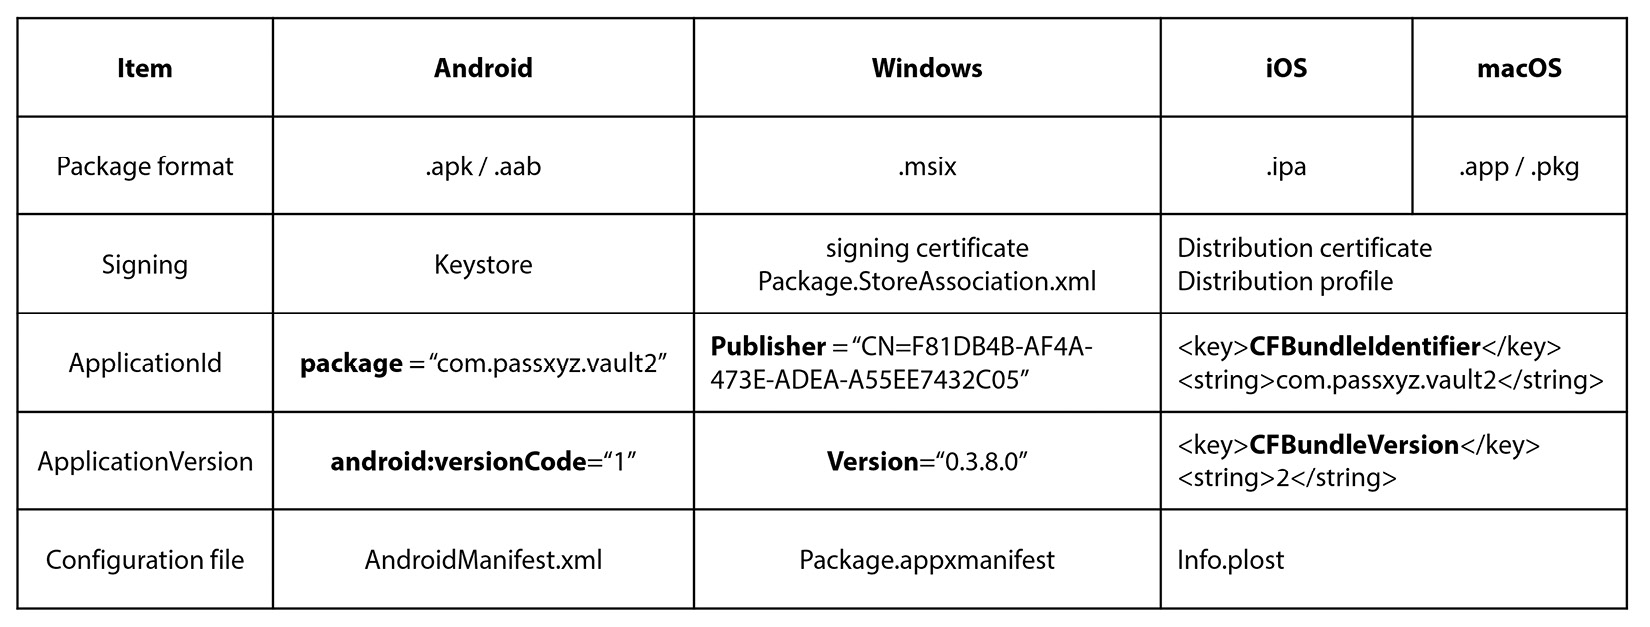 Item Android Windows iOS macOS
Package format .apk / .aab .msix .ipa .app / .pkg
Signing Keystore signing certificate
Package.StoreAssociation.xml Distribution certificate
Distribution profile
ApplicationId package = “com.passxyz.vault2” Publisher = “CN=F81DB4B-AF4A-
473E-ADEA-A55EE7432C05” <key>CFBundleIdentifier</key>
<string>com.passxyz.vault2</string>
ApplicationVersion android:versionCode=“1” Version=“0.3.8.0” <key>CFBundleVersion</key>
<string>2</string>
Configuration file AndroidManifest.xml Package.appxmanifest Info.plost